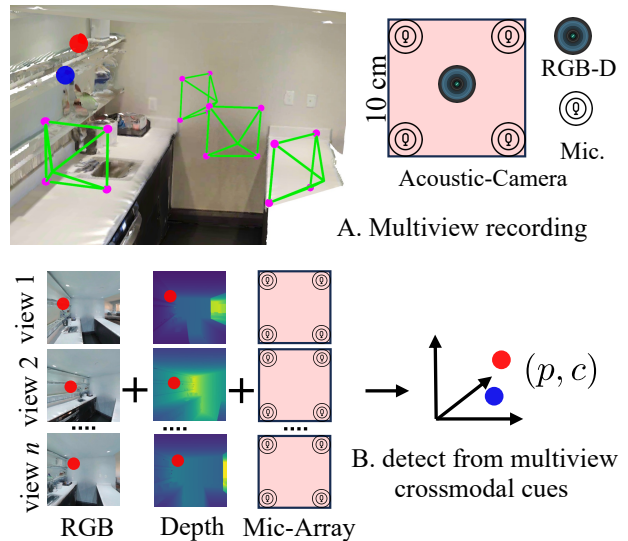 10 cm
RGB-D
Mic.
Acoustic-Camera
A. Multiview recording
view 1
view 2
view n
+
+
....
....
....
(p, c)
B. detect from multiview
crossmodal cues
RGB
Depth
Mic-Array